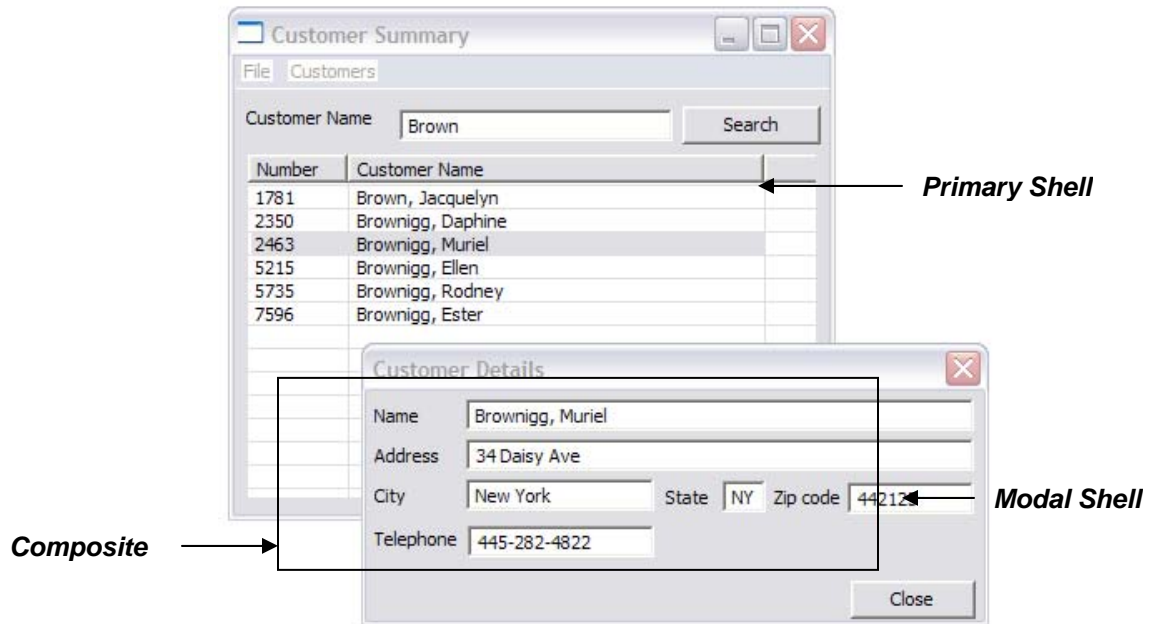 Customer Summary
File Customers
Customer Name Brown Search
Number Customer Name
1781 Brown, Jacquelyn
2350 Brownigg, Daphine
2463 Brownigg, Muriel
5215 Brownigg, Ellen
5735 Brownigg, Rodney
7596 Brownigg, Ester
Primary Shell
Customer Details
Name Brownigg, Muriel
Address 34 Daisy Ave
City New York State NY Zip code
Modal Shell
Telephone 445-282-4822
Composite
Close